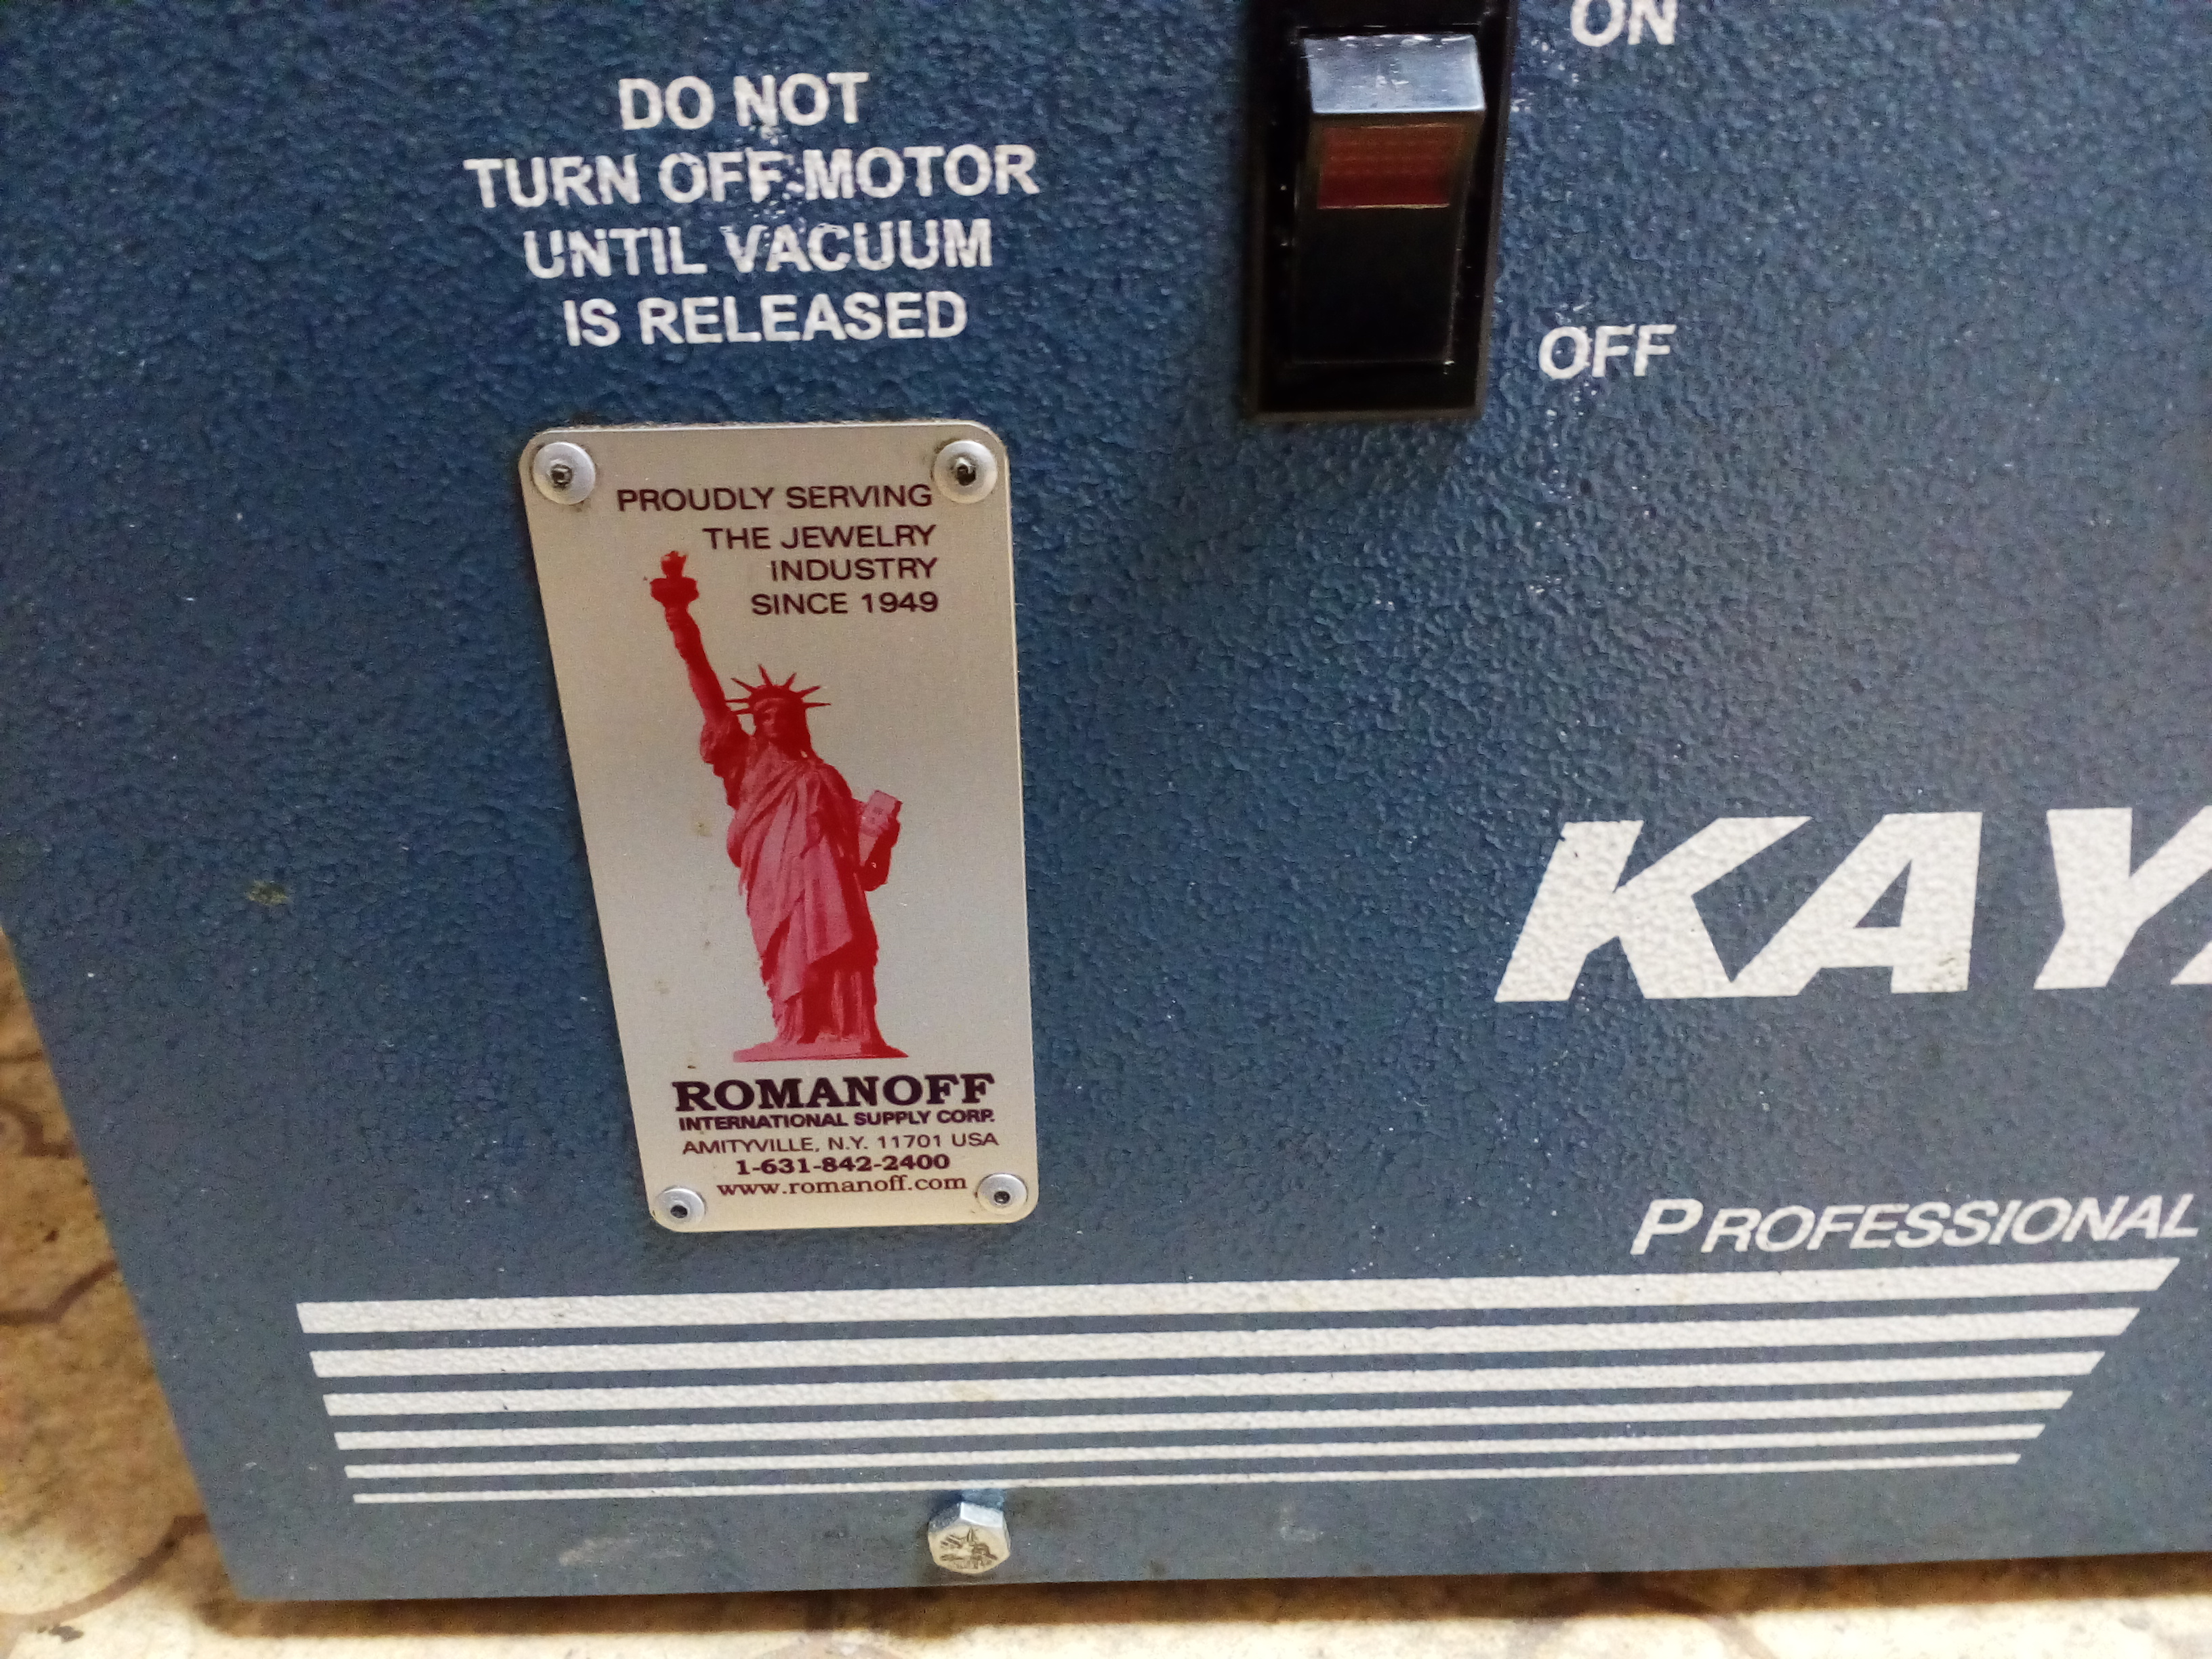 ON
DO NOT
TURN OFF MOTOR
UNTIL VACUUM
IS RELEASED
OFF
PROUDLY SERVING
THE JEWELRY
INDUSTRY
SINCE 1949
ROMANOFF
INTERNATIONAL SUPPLY CORP.
AMITYVILLE, N.Y. 11701 USA
1-631-842-2400
www.romanoff.com
KAY
PROFESSIONAL